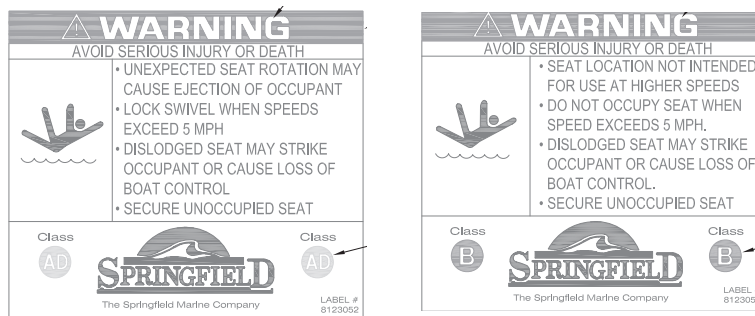 WARNING
AVOID SERIOUS INJURY OR DEATH
• UNEXPECTED SEAT ROTATION MAY
CAUSE EJECTION OF OCCUPANT
• LOCK SWIVEL WHEN SPEEDS
EXCEED 5 MPH
• DISLODGED SEAT MAY STRIKE
OCCUPANT OR CAUSE LOSS OF
BOAT CONTROL
• SECURE UNOCCUPIED SEAT
Class
AD
SPRINGFIELD
The Springfield Marine Company
Class
AD
LABEL #
8123052
WARNING
AVOID SERIOUS INJURY OR DEATH
• SEAT LOCATION NOT INTENDED
FOR USE AT HIGHER SPEEDS
• DO NOT OCCUPY SEAT WHEN
SPEED EXCEEDS 5 MPH.
• DISLODGED SEAT MAY STRIKE
OCCUPANT OR CAUSE LOSS OF
BOAT CONTROL.
• SECURE UNOCCUPIED SEAT
Class
B
SPRINGFIELD
The Springfield Marine Company
Class
B
LABEL
812305